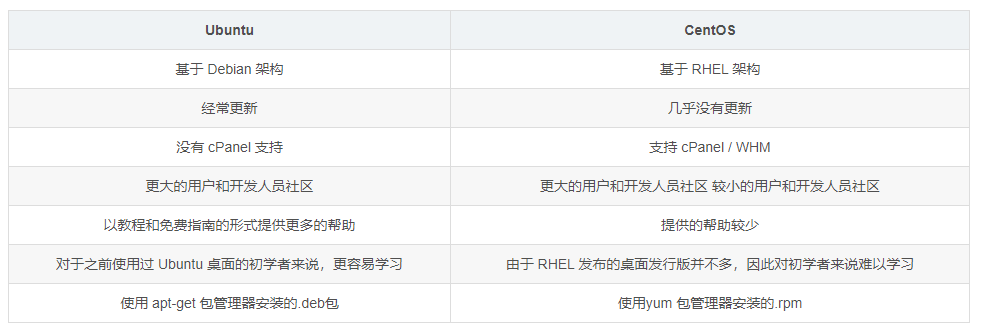 Ubuntu CentOS
基于 Debian 架构 基于 RHEL 架构
经常更新 几乎没有更新
没有 cPanel 支持 支持 cPanel / WHM
更大的用户和开发人员社区 更大的用户和开发人员社区 较小的用户和开发人员社区
以教程和免费指南的形式提供更多的帮助 提供的帮助较少
对于之前使用过 Ubuntu 桌面的初学者来说，更容易学习 由于 RHEL 发布的桌面发行版并不多，因此对初学者来说难以学习
使用 apt-get 包管理器安装的.deb包 使用yum 包管理器安装的.rpm